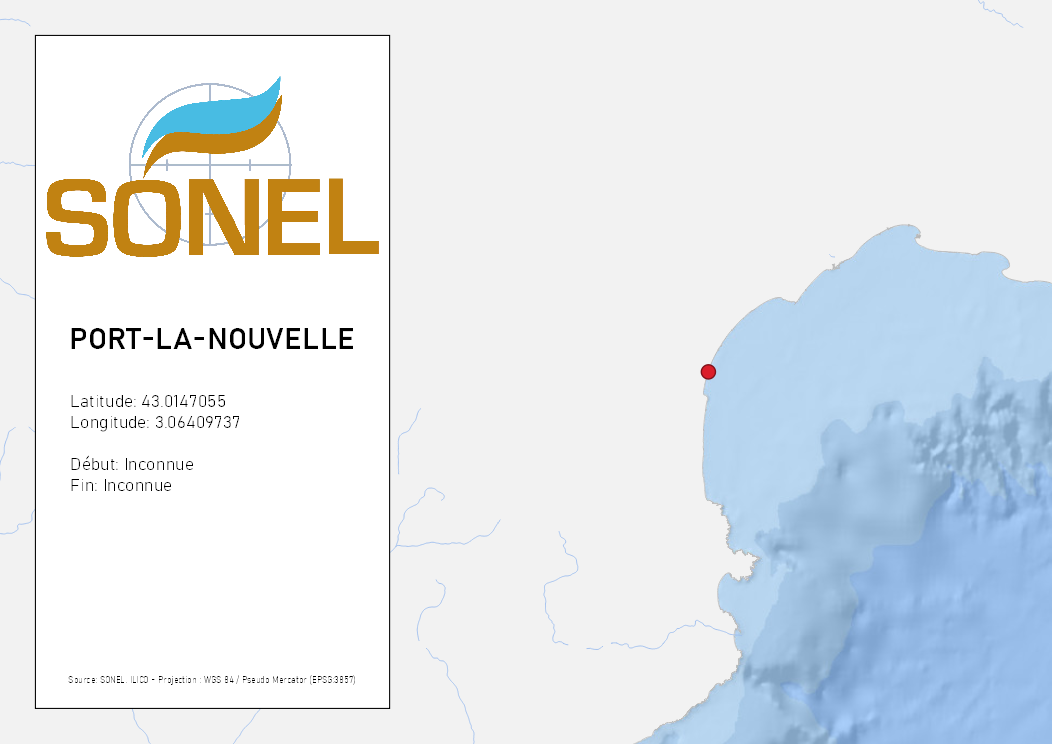 SONEL
PORT-LA-NOUVELLE
Latitude: 43.0147055
Longitude: 3.06409737
Début: Inconnue
Fin: Inconnue
Source: SONEL, ILICO - Projection : WGS 84 / Pseudo Mercator (EPSG:3857)